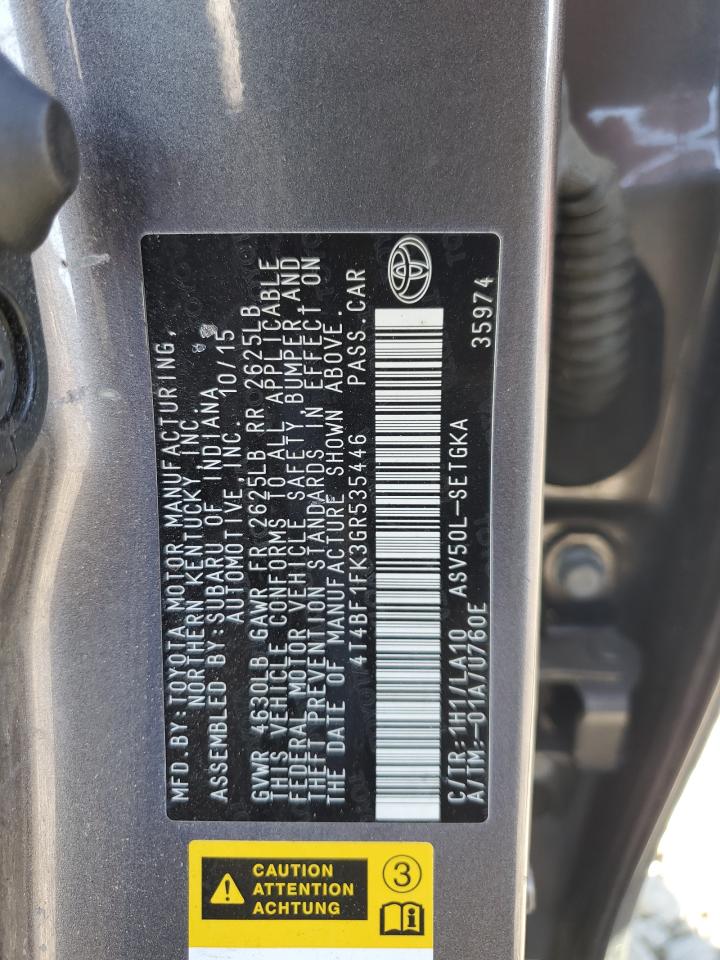 MFD.BY:TOYOTA MOTOR MANUFACTURING,
NORTHERN KENTUCKY INC.
ASSEMBLED BY:SUBARU OF INDIANA
AUTOMOTIVE,INC. 10/15
GVWR 4630LB GAWR FR 2625LB RR 2625LB
THIS VEHICLE CONFORMS TO ALL APPLICABLE
FEDERAL MOTOR VEHICLE SAFETY, BUMPER AND
THEFT PREVENTION STANDARDS IN EFFECT ON
THE DATE OF MANUFACTURE SHOWN ABOVE.
4T4BF1FK3GR535446 PASS.CAR
C/TR:1H1/LA10 ASV50L-SETGKA
A/TM:-01A/U760E 35974
CAUTION
ATTENTION
ACHTUNG
3